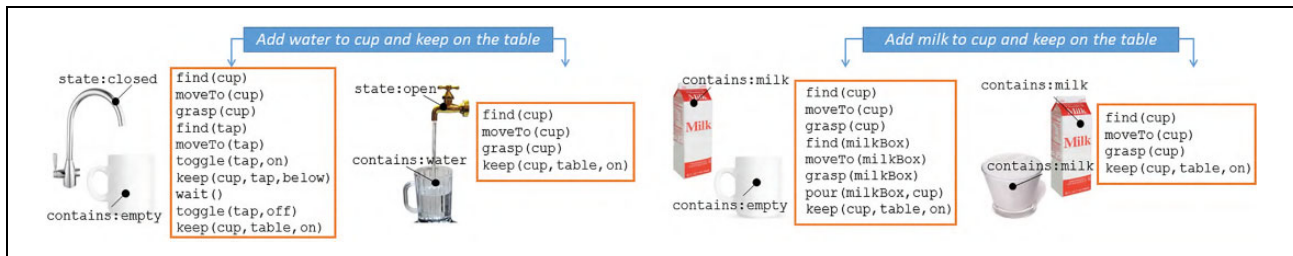 Add water to cup and keep on the table
state:closed
contains:empty
find(cup)
moveTo(cup)
grasp(cup)
find(tap)
moveTo(tap)
toggle(tap,on)
keep(cup,tap,below)
wait()
toggle(tap,off)
keep(cup,table,on)
state:open
contains:water
find(cup)
moveTo(cup)
grasp(cup)
keep(cup,table,on)
Add milk to cup and keep on the table
contains:milk
Milk
contains:empty
find(cup)
moveTo(cup)
grasp(cup)
find(milkBox)
moveTo(milkBox)
grasp(milkBox)
pour(milkBox,cup)
keep(cup,table,on)
contains:milk
Milk
contains:milk
find(cup)
moveTo(cup)
grasp(cup)
keep(cup,table,on)